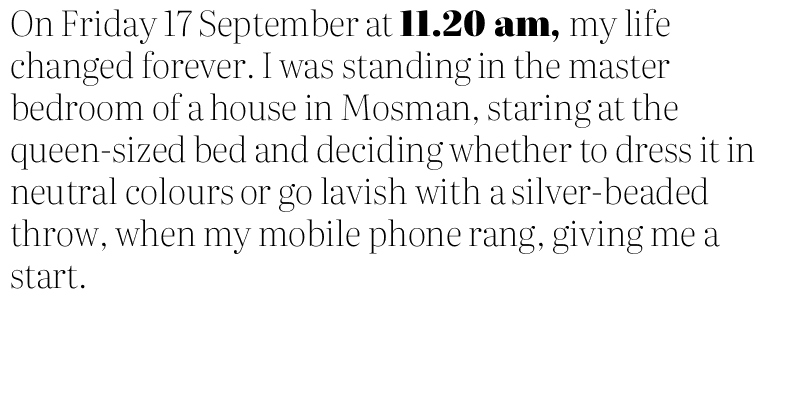 On Friday 17 September at 11.20 am, my life
changed forever. I was standing in the master
bedroom of a house in Mosman, staring at the
queen-sized bed and deciding whether to dress it in
neutral colours or go lavish with a silver-beaded
throw, when my mobile phone rang, giving me a
start.